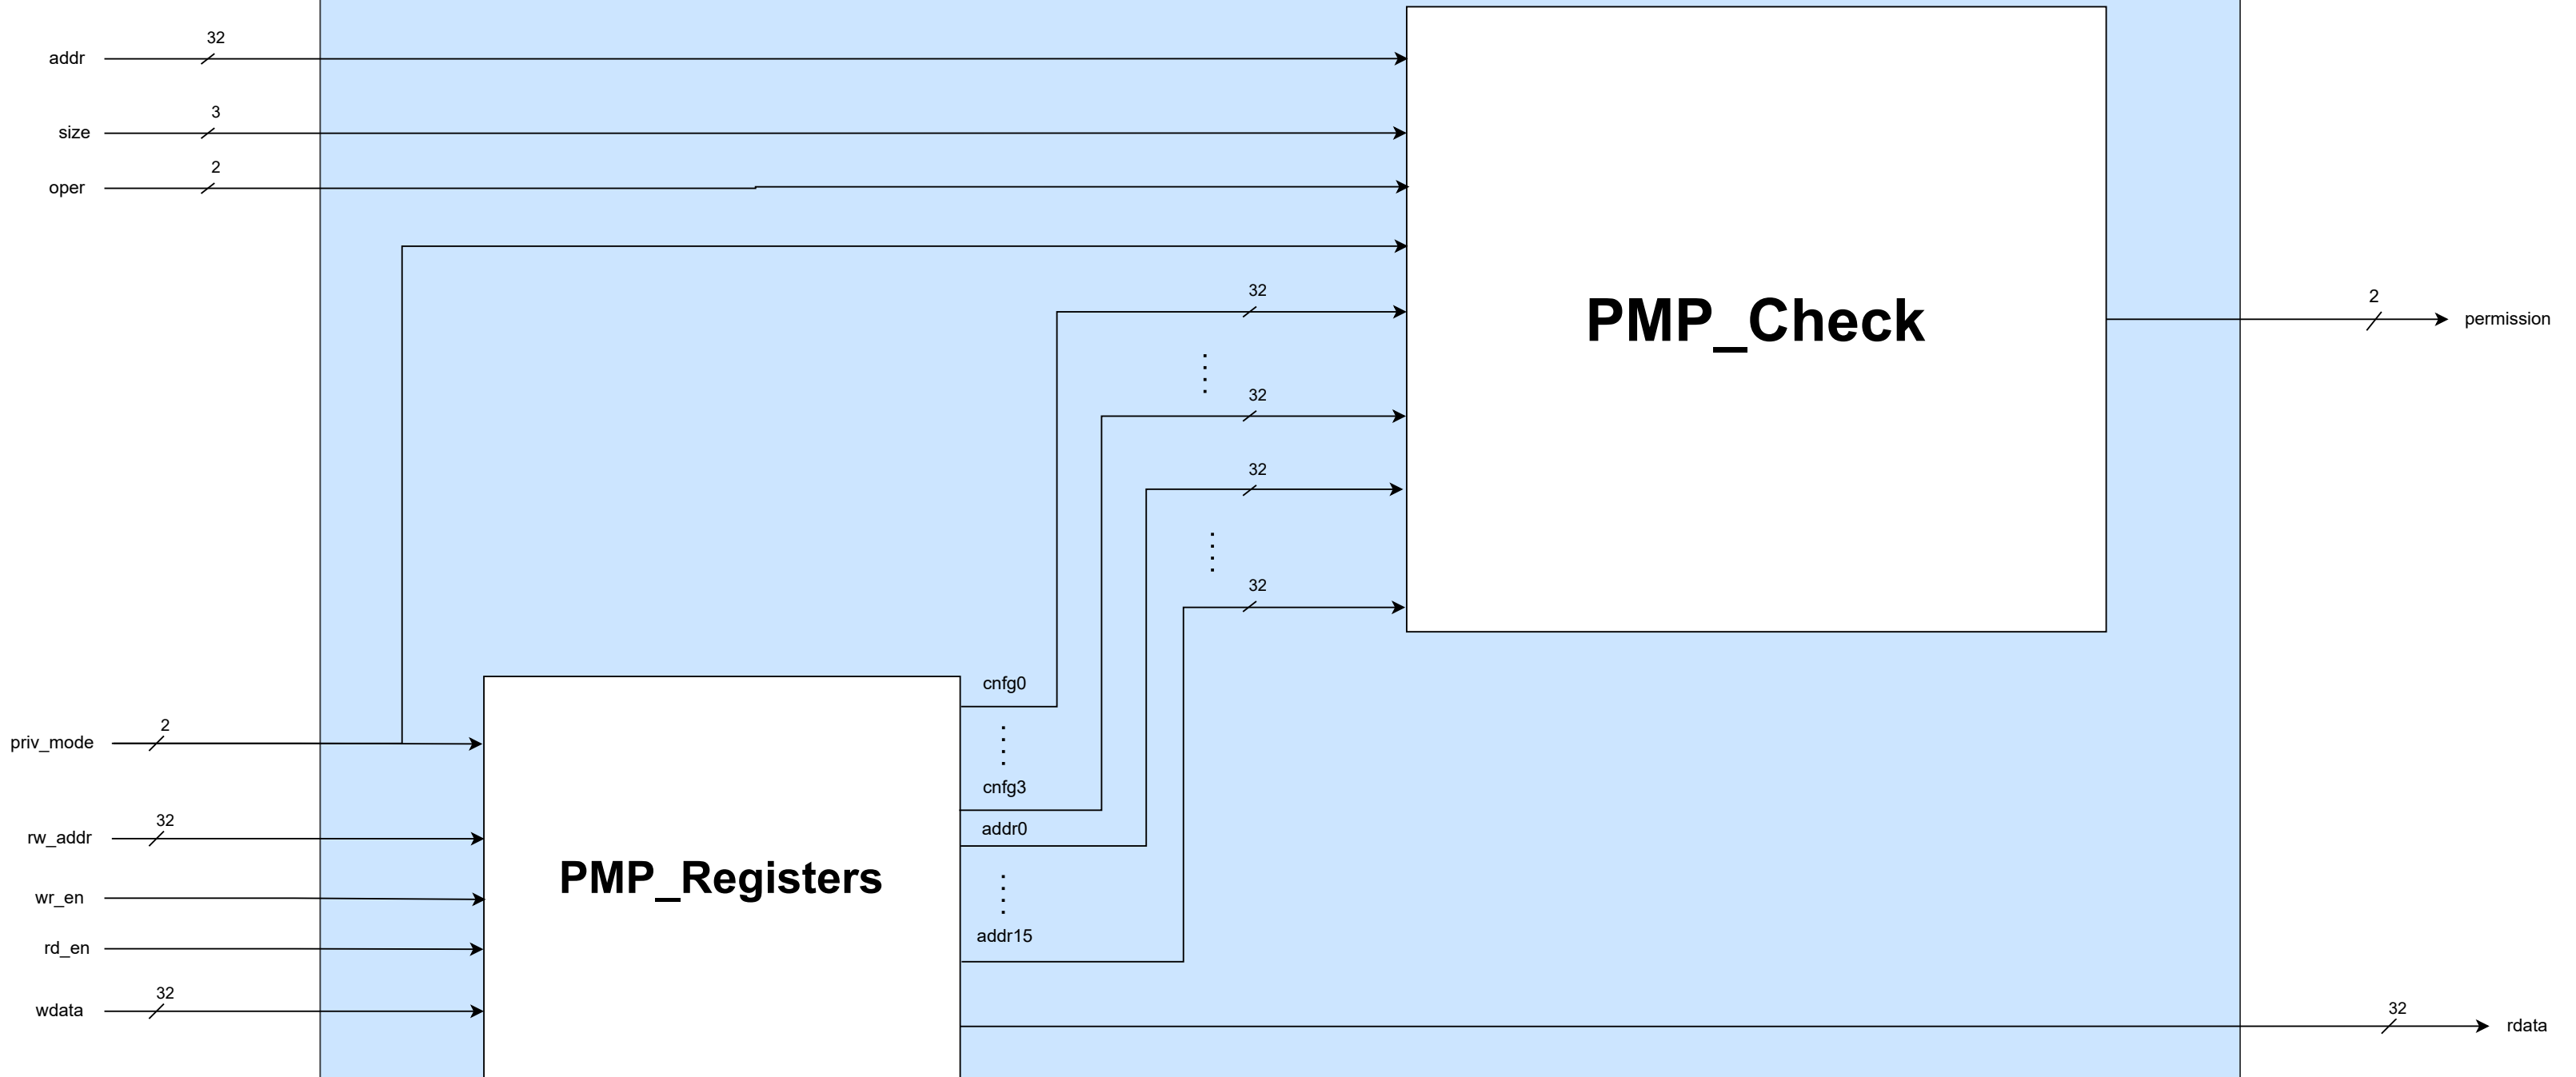 32
addr
3
size
2
oper
32
PMP_Check
2
permission
32
32
32
cnfg0
2
priv_mode
cnfg3
32
rw_addr
addr0
PMP_Registers
wr_en
addr15
rd_en
32
wdata
32
rdata